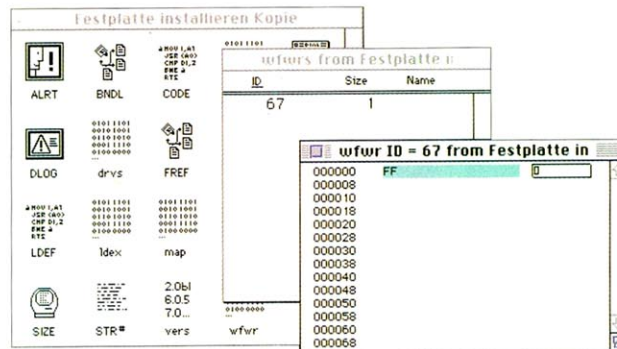 Festplatte installieren Kopie
ALRT BNDL CODE
DLOG drvs FREF
LDEF ldex map
SIZE STR# vers wfwr
2.0b1
6.0.5
7.0...
wfwrs from Festplatte in
ID Size Name
67 1
wfwr ID = 67 from Festplatte in
000000 FF
000008
000010
000018
000020
000028
000030
000038
000040
000048
000050
000058
000060
000068